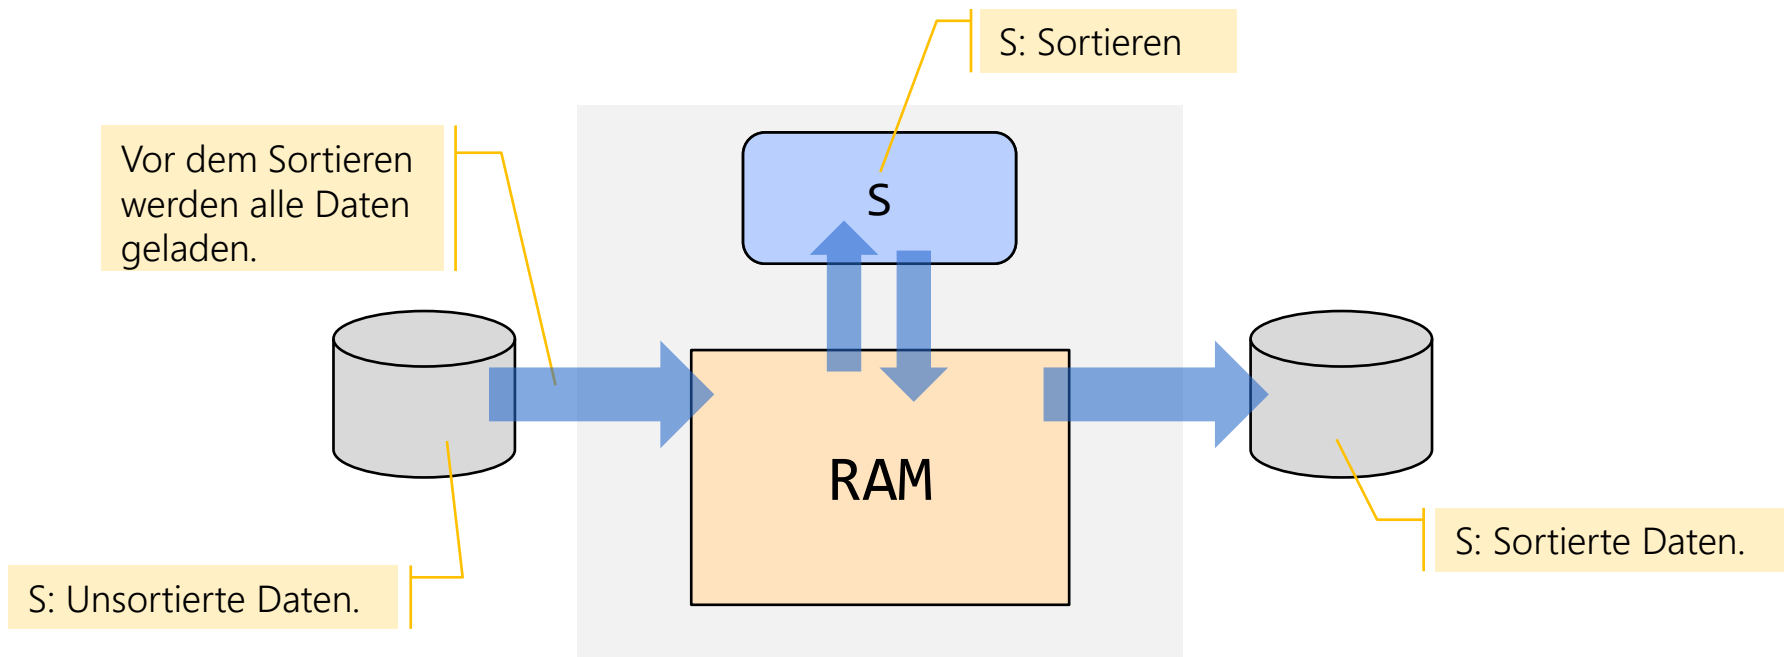 S: Sortieren
Vor dem Sortieren
werden alle Daten
geladen.
S
RAM
S: Sortierte Daten.
S: Unsortierte Daten.